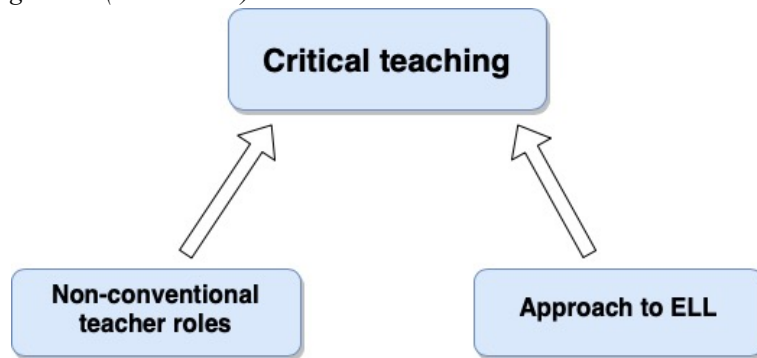 Critical teaching
Non-conventional
teacher roles
Approach to ELL